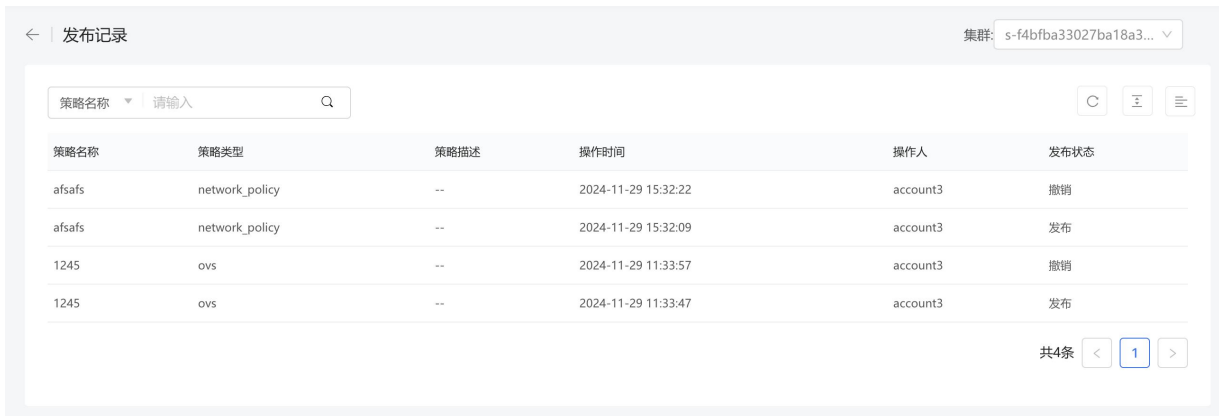 发布记录 集群: s-f4bfba33027ba18a3...
策略名称 请输入
策略名称 策略类型 策略描述 操作时间 操作人 发布状态
afsafs network_policy -- 2024-11-29 15:32:22 account3 撤销
afsafs network_policy -- 2024-11-29 15:32:09 account3 发布
1245 ovs -- 2024-11-29 11:33:57 account3 撤销
1245 ovs -- 2024-11-29 11:33:47 account3 发布
共4条 < 1 >